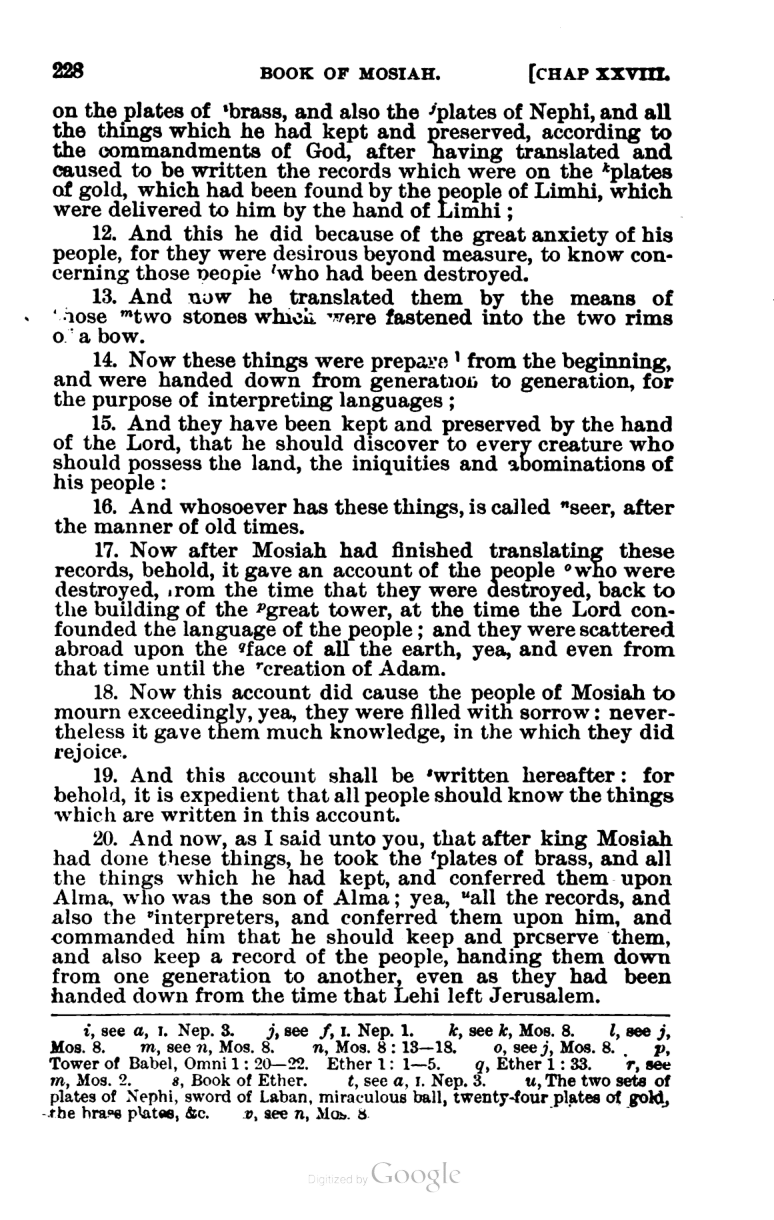 228 BOOK OF MOSIAH. [CHAP XXVIII.
on the plates of ⁱbrass, and also the ʲplates of Nephi, and all
the things which he had kept and preserved, according to
the commandments of God, after having translated and
caused to be written the records which were on the ᵏplates
of gold, which had been found by the people of Limhi, which
were delivered to him by the hand of Limhi ;
12. And this he did because of the great anxiety of his
people, for they were desirous beyond measure, to know con-
cerning those people ˡwho had been destroyed.
13. And now he translated them by the means of
those ᵐtwo stones which were fastened into the two rims
of a bow.
14. Now these things were prepared from the beginning,
and were handed down from generation to generation, for
the purpose of interpreting languages ;
15. And they have been kept and preserved by the hand
of the Lord, that he should discover to every creature who
should possess the land, the iniquities and abominations of
his people :
16. And whosoever has these things, is called ⁿseer, after
the manner of old times.
17. Now after Mosiah had finished translating these
records, behold, it gave an account of the people ᵒwho were
destroyed, from the time that they were destroyed, back to
the building of the ᵖgreat tower, at the time the Lord con-
founded the language of the people ; and they were scattered
abroad upon the qface of all the earth, yea, and even from
that time until the ʳcreation of Adam.
18. Now this account did cause the people of Mosiah to
mourn exceedingly, yea, they were filled with sorrow : never-
theless it gave them much knowledge, in the which they did
rejoice.
19. And this account shall be ˢwritten hereafter : for
behold, it is expedient that all people should know the things
which are written in this account.
20. And now, as I said unto you, that after king Mosiah
had done these things, he took the ᵗplates of brass, and all
the things which he had kept, and conferred them upon
Alma, who was the son of Alma ; yea, ᵘall the records, and
also the ᵛinterpreters, and conferred them upon him, and
commanded him that he should keep and preserve them,
and also keep a record of the people, handing them down
from one generation to another, even as they had been
handed down from the time that Lehi left Jerusalem.
i, see a, I. Nep. 3. j, see f, I. Nep. 1. k, see k, Mos. 8. l, see j,
Mos. 8. m, see n, Mos. 8. n, Mos. 8 : 13—18. o, see j, Mos. 8. p,
Tower of Babel, Omni 1 : 20—22. Ether 1 : 1—5. q, Ether 1 : 33. r, see
m, Mos. 2. s, Book of Ether. t, see a, I. Nep. 3. u, The two sets of
plates of Nephi, sword of Laban, miraculous ball, twenty-four plates of gold,
the brass plates, &c. v, see n, Mos. 8
Digitized by Google